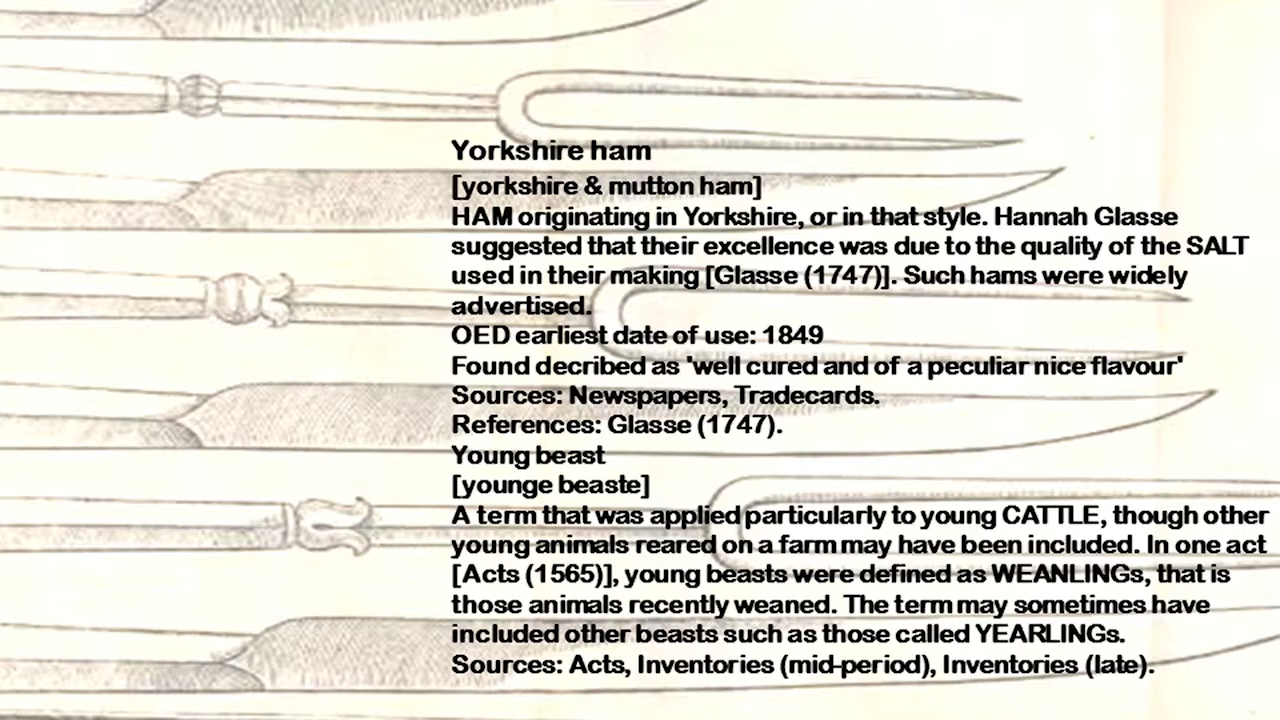 Yorkshire ham
[yorkshire & mutton ham]
HAM originating in Yorkshire, or in that style. Hannah Glasse
suggested that their excellence was due to the quality of the SALT
used in their making [Glasse (1747)]. Such hams were widely
advertised.
OED earliest date of use: 1849
Found decribed as 'well cured and of a peculiar nice flavour'
Sources: Newspapers, Tradecards.
References: Glasse (1747).
Young beast
[younge beaste]
A term that was applied particularly to young CATTLE, though other
young animals reared on a farm may have been included. In one act
[Acts (1565)], young beasts were defined as WEANLINGs, that is
those animals recently weaned. The term may sometimes have
included other beasts such as those called YEARLINGs.
Sources: Acts, Inventories (mid-period), Inventories (late).